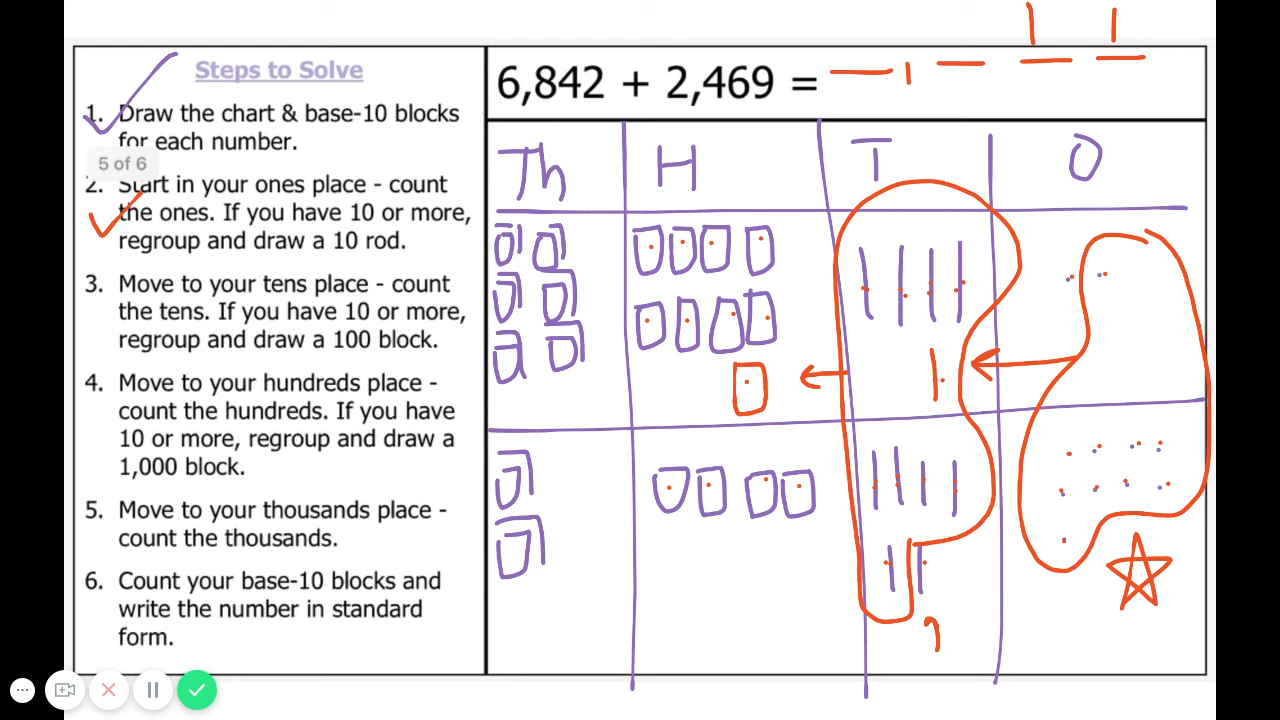 Steps to Solve
1. Draw the chart & base-10 blocks
for each number.
5 of 6
2. Start in your ones place - count
the ones. If you have 10 or more,
regroup and draw a 10 rod.
3. Move to your tens place - count
the tens. If you have 10 or more,
regroup and draw a 100 block.
4. Move to your hundreds place -
count the hundreds. If you have
10 or more, regroup and draw a
1,000 block.
5. Move to your thousands place -
count the thousands.
6. Count your base-10 blocks and
write the number in standard
form.
1 1
6,842 + 2,469 = __,__ __ __
Th H T O